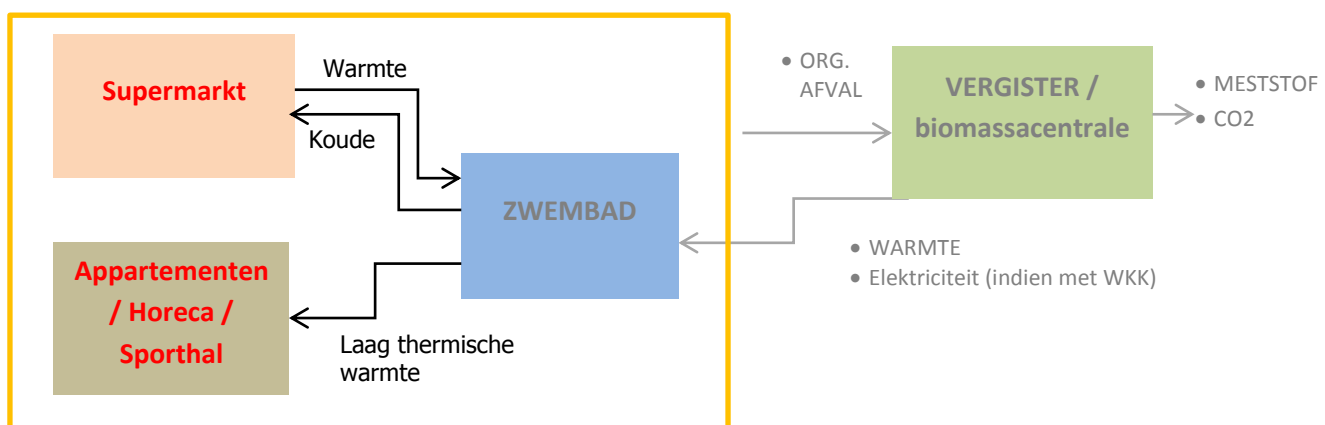 Supermarkt
Warmte
Koude
ZWEMBAD
Appartementen
/ Horeca /
Sporthal
Laag thermische
warmte
• ORG.
AFVAL
VERGISTER /
biomassacentrale
• MESTSTOF
• CO2
• WARMTE
• Elektriciteit (indien met WKK)